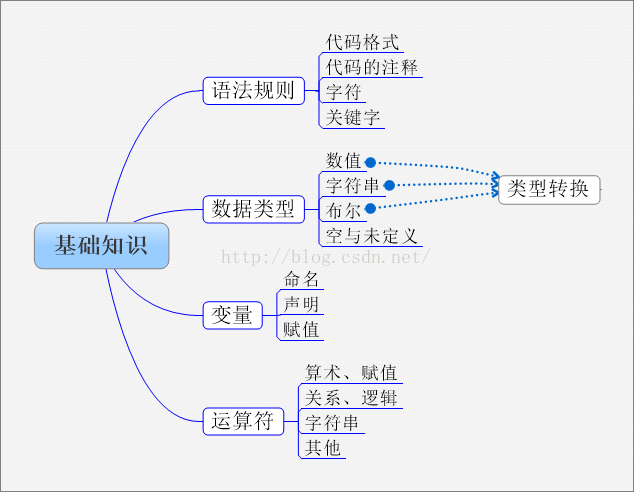 代码格式
代码的注释
语法规则
字符
关键字
数值
字符串
类型转换
数据类型
布尔
空与未定义
基础知识
http://blog.csdn.net/
命名
声明
变量
赋值
算术、赋值
关系、逻辑
运算符
字符串
其他